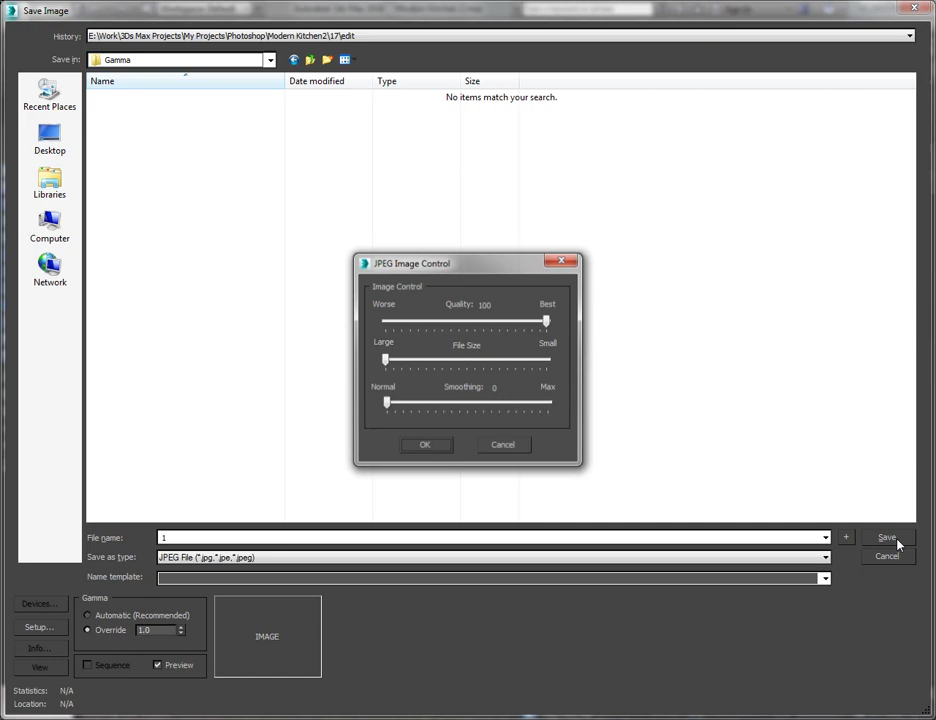 Save Image
History: E:\Work\3Ds Max Projects\My Projects\Photoshop\Modern Kitchen2\17\edit
Save in: Gamma
Name Date modified Type Size
No items match your search.
Recent Places
Desktop
Libraries
Computer
Network
JPEG Image Control
Image Control
Worse Quality: 100 Best
Large File Size Small
Normal Smoothing: 0 Max
OK Cancel
File name: 1 + Save
Save as type: JPEG File (*.jpg,*.jpe,*.jpeg) Cancel
Name template:
Devices...
Setup...
Info...
View
Gamma
Automatic (Recommended)
Override 1.0
Sequence Preview
IMAGE
Statistics: N/A
Location: N/A